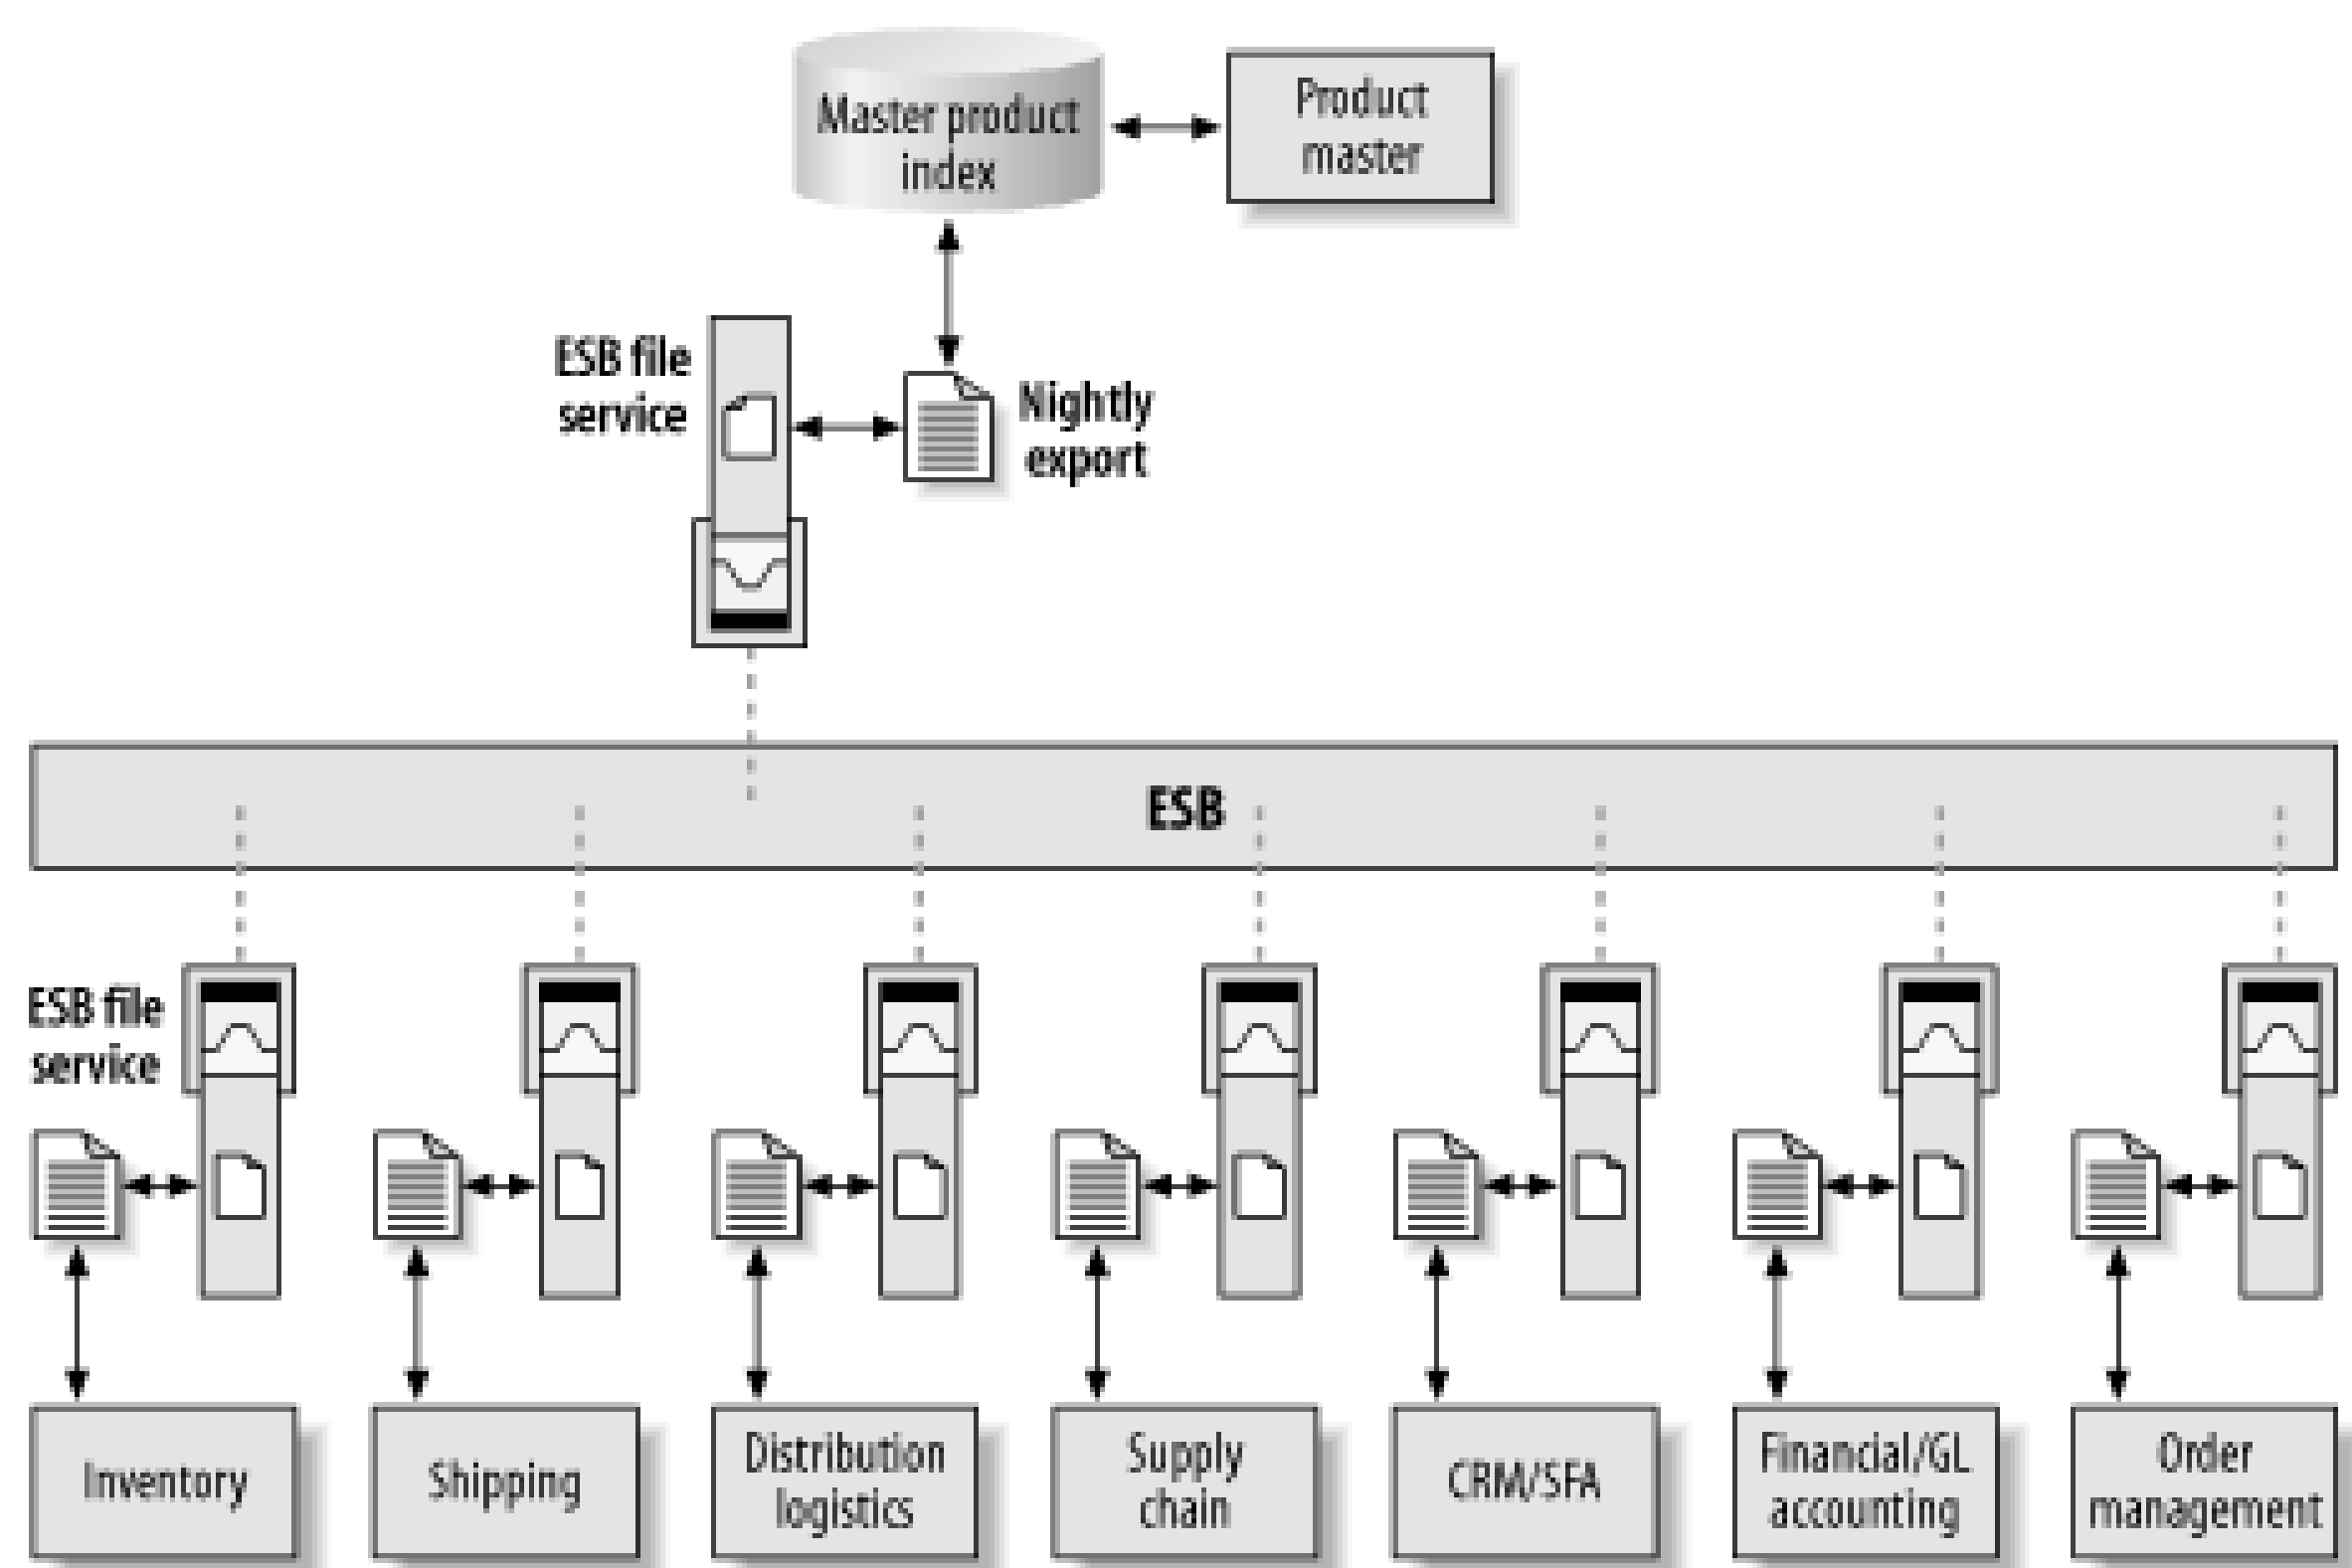 Master product
index
Product
master
ESB file
service
Nightly
export
ESB
ESB file
service
Inventory
Shipping
Distribution
logistics
Supply
chain
CRM/SFA
Financial/GL
accounting
Order
management